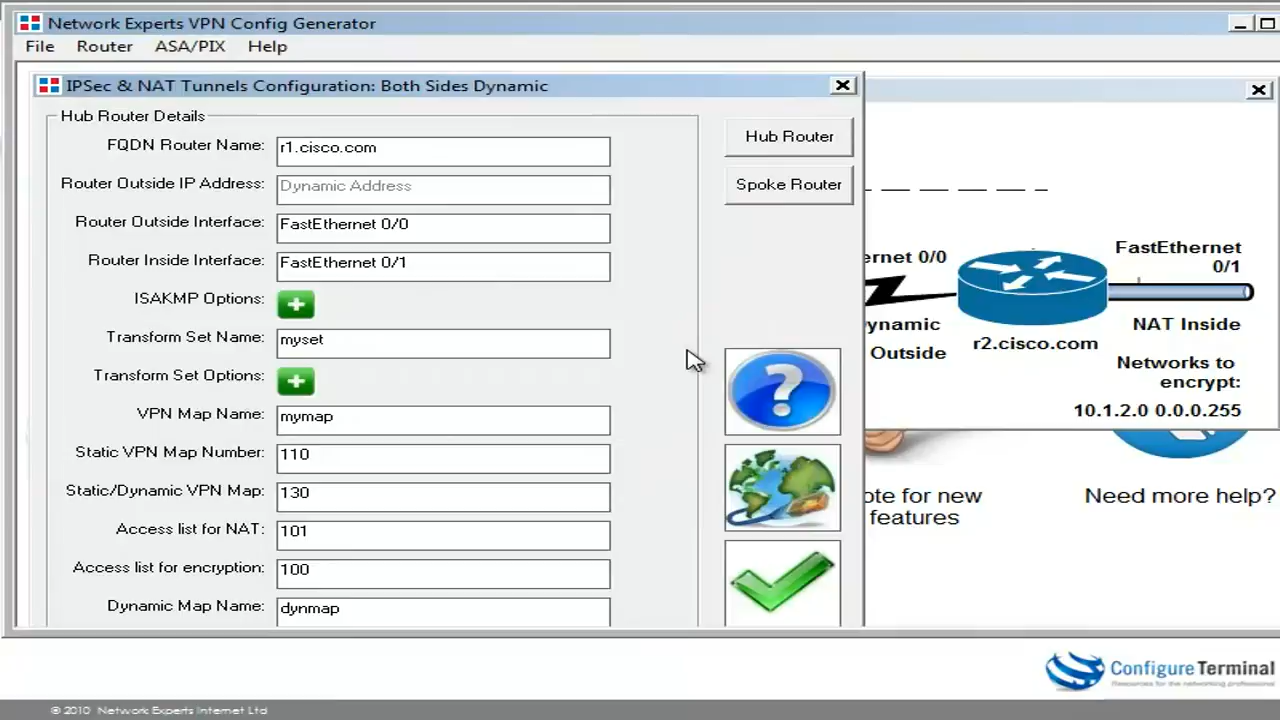 Network Experts VPN Config Generator
File Router ASA/PIX Help
IPSec & NAT Tunnels Configuration: Both Sides Dynamic
Hub Router Details
FQDN Router Name: r1.cisco.com
Router Outside IP Address: Dynamic Address
Router Outside Interface: FastEthernet 0/0
Router Inside Interface: FastEthernet 0/1
ISAKMP Options:
Transform Set Name: myset
Transform Set Options:
VPN Map Name: mymap
Static VPN Map Number: 110
Static/Dynamic VPN Map: 130
Access list for NAT: 101
Access list for encryption: 100
Dynamic Map Name: dynmap
Hub Router
Spoke Router
ernet 0/0
FastEthernet
0/1
ynamic
Outside
r2.cisco.com
NAT Inside
Networks to
encrypt:
10.1.2.0 0.0.0.255
ote for new
features
Need more help?
Configure Terminal
Resources for the networking professional
© 2010 Network Experts Internet Ltd